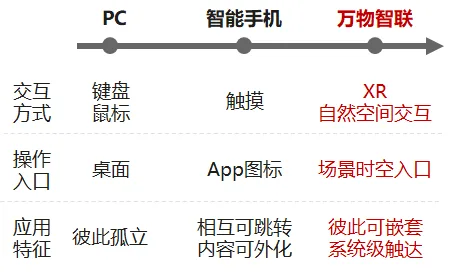 PC 智能手机 万物智联
交互方式 键盘鼠标 触摸 XR自然空间交互
操作入口 桌面 App图标 场景时空入口
应用特征 彼此孤立 相互可跳转内容可外化 彼此可嵌套系统级触达